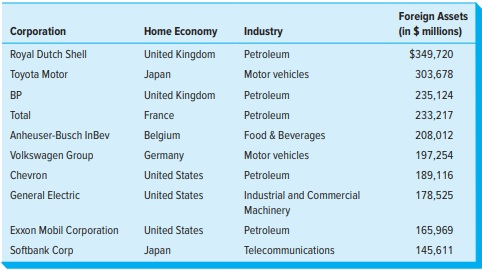 Foreign Assets
Corporation Home Economy Industry (in $ millions)
Royal Dutch Shell United Kingdom Petroleum $349,720
Toyota Motor Japan Motor vehicles 303,678
BP United Kingdom Petroleum 235,124
Total France Petroleum 233,217
Anheuser-Busch InBev Belgium Food & Beverages 208,012
Volkswagen Group Germany Motor vehicles 197,254
Chevron United States Petroleum 189,116
General Electric United States Industrial and Commercial 178,525
Machinery
Exxon Mobil Corporation United States Petroleum 165,969
Softbank Corp Japan Telecommunications 145,611